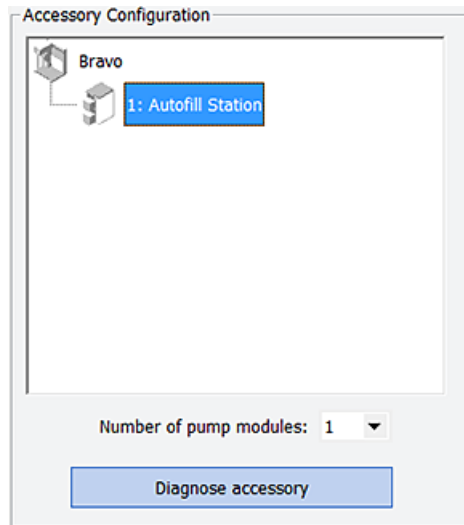 Accessory Configuration
Bravo
1: Autofill Station
Number of pump modules: 1
Diagnose accessory